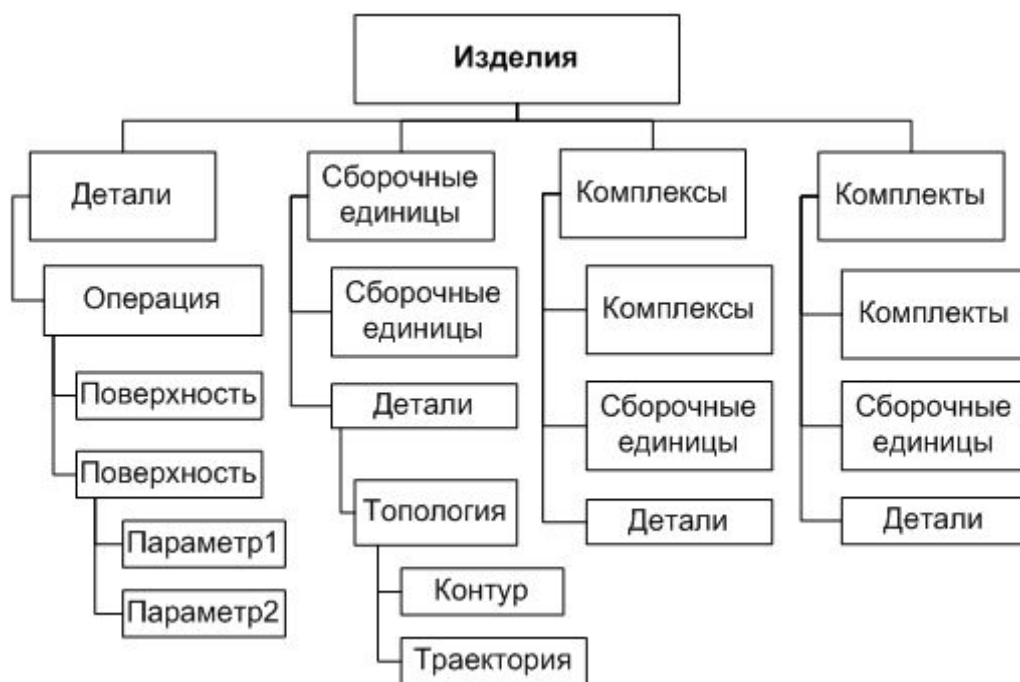 Изделия
Детали
Операция
Поверхность
Поверхность
Параметр1
Параметр2
Сборочные
единицы
Сборочные
единицы
Детали
Топология
Контур
Траектория
Комплексы
Комплексы
Сборочные
единицы
Детали
Комплекты
Комплекты
Сборочные
единицы
Детали